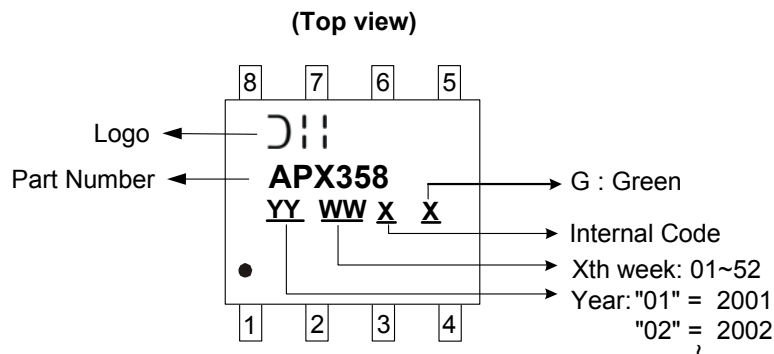 (Top view)
8 7 6 5
Logo
Part Number
APX358
YY WW X X
G : Green
Internal Code
Xth week: 01~52
Year: "01" = 2001
"02" = 2002
1 2 3 4